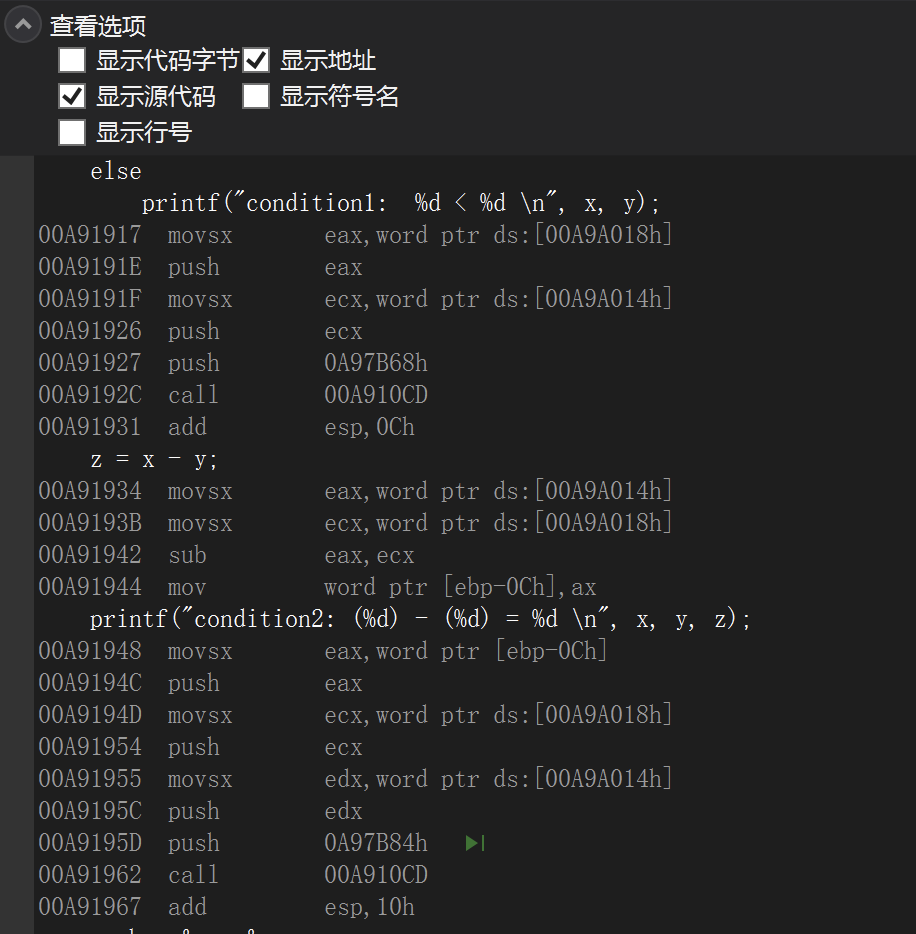 查看选项
显示代码字节 显示地址
显示源代码 显示符号名
显示行号
else
printf("condition1:  %d < %d \n", x, y);
00A91917  movsx       eax,word ptr ds:[00A9A018h]
00A9191E  push        eax
00A9191F  movsx       ecx,word ptr ds:[00A9A014h]
00A91926  push        ecx
00A91927  push        0A97B68h
00A9192C  call        00A910CD
00A91931  add         esp,0Ch
z = x - y;
00A91934  movsx       eax,word ptr ds:[00A9A014h]
00A9193B  movsx       ecx,word ptr ds:[00A9A018h]
00A91942  sub         eax,ecx
00A91944  mov         word ptr [ebp-0Ch],ax
printf("condition2: (%d) - (%d) = %d \n", x, y, z);
00A91948  movsx       eax,word ptr [ebp-0Ch]
00A9194C  push        eax
00A9194D  movsx       ecx,word ptr ds:[00A9A018h]
00A91954  push        ecx
00A91955  movsx       edx,word ptr ds:[00A9A014h]
00A9195C  push        edx
00A9195D  push        0A97B84h
00A91962  call        00A910CD
00A91967  add         esp,10h